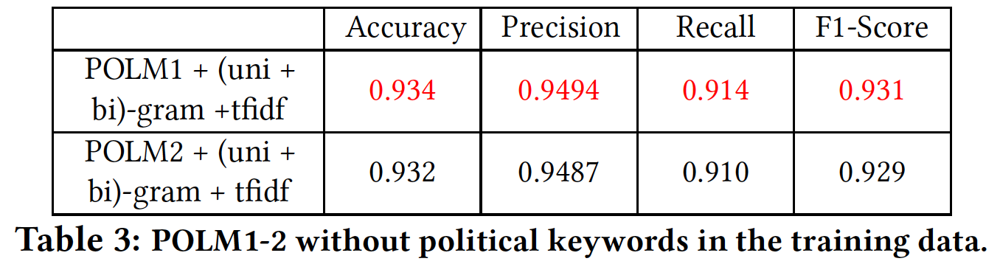 Accuracy Precision Recall F1-Score
POLM1 + (uni +
bi)-gram +tfidf 0.934 0.9494 0.914 0.931
POLM2 + (uni +
bi)-gram + tfidf 0.932 0.9487 0.910 0.929
Table 3: POLM1-2 without political keywords in the training data.